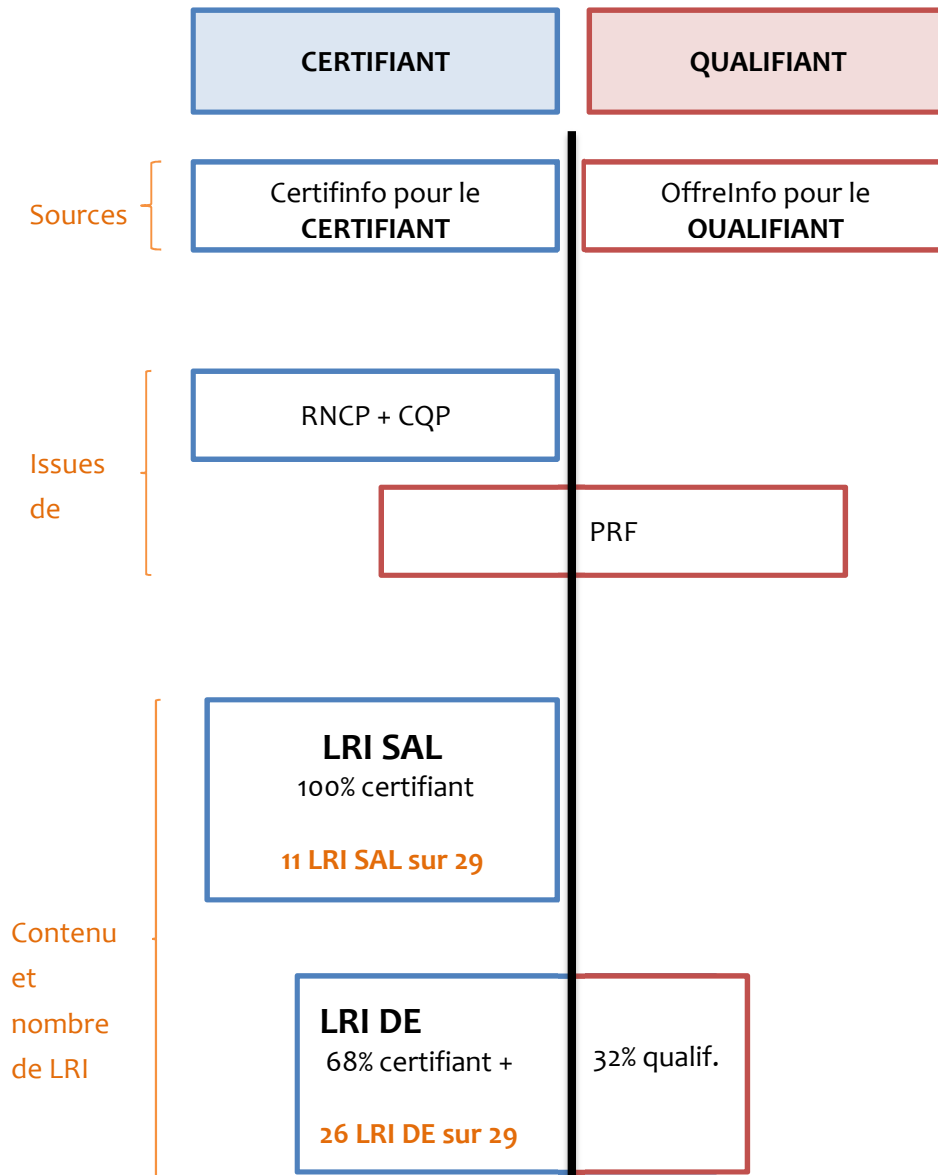 CERTIFIANT
QUALIFIANT
Sources
Certifinfo pour le
CERTIFIANT
OffreInfo pour le
QUALIFIANT
Issues
de
RNCP + CQP
PRF
LRI SAL
100% certifiant
11 LRI SAL sur 29
Contenu
et
nombre
de LRI
LRI DE
68% certifiant +
32% qualif.
26 LRI DE sur 29